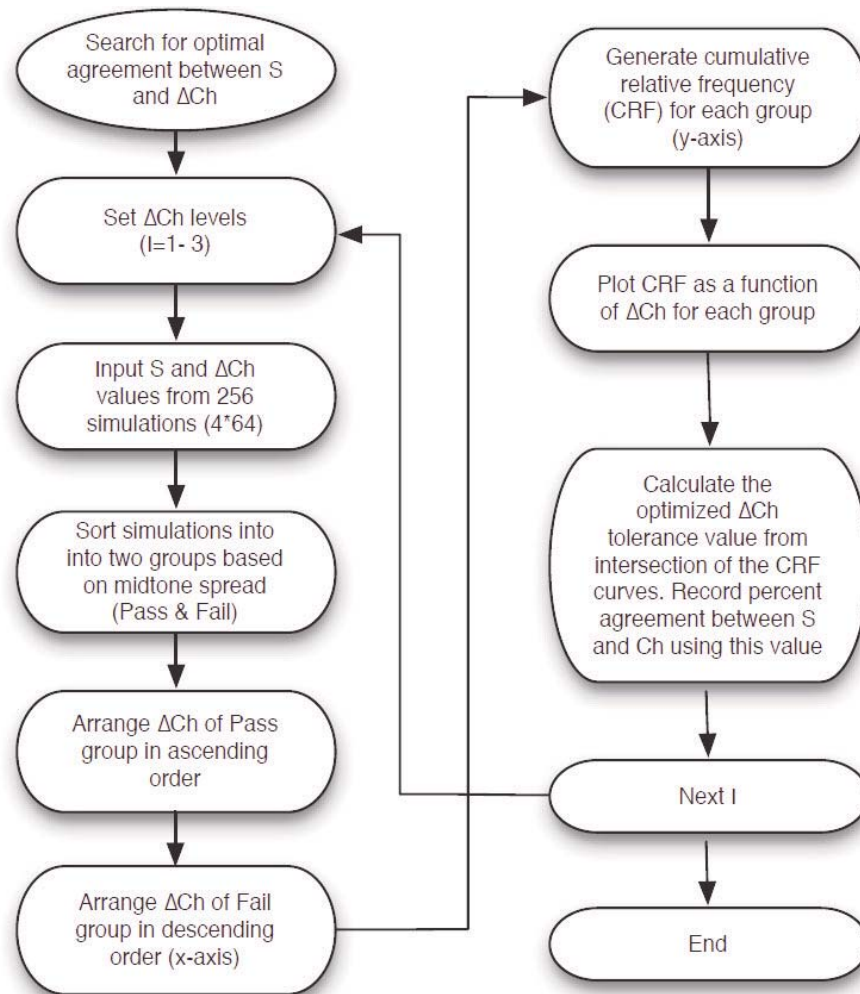 Search for optimal
agreement between S
and ΔCh
Set ΔCh levels
(I=1- 3)
Input S and ΔCh
values from 256
simulations (4*64)
Sort simulations into
into two groups based
on midtone spread
(Pass & Fail)
Arrange ΔCh of Pass
group in ascending
order
Arrange ΔCh of Fail
group in descending
order (x-axis)
Generate cumulative
relative frequency
(CRF) for each group
(y-axis)
Plot CRF as a function
of ΔCh for each group
Calculate the
optimized ΔCh
tolerance value from
intersection of the CRF
curves. Record percent
agreement between S
and Ch using this value
Next I
End